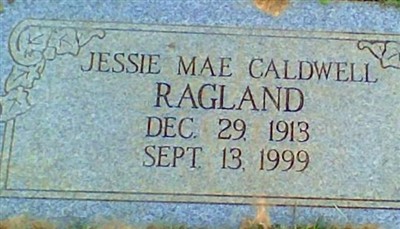 JESSIE MAE CALDWELL
RAGLAND
DEC. 29, 1913
SEPT. 13, 1999